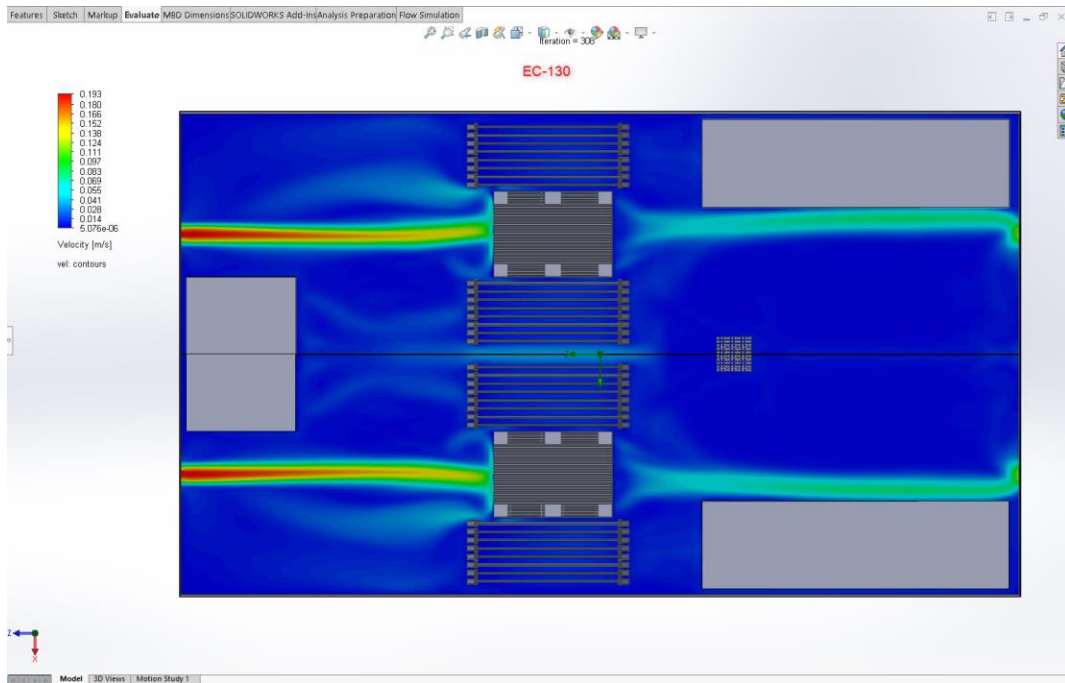 Features Sketch Markup Evaluate MBD Dimensions SOLIDWORKS Add-Ins Analysis Preparation Flow Simulation
Iteration = 308
EC-130
0.193
0.180
0.166
0.152
0.138
0.124
0.111
0.097
0.083
0.069
0.055
0.041
0.028
0.014
5.076e-06
Velocity [m/s]
vel: contours
Z
X
Model 3D Views Motion Study 1